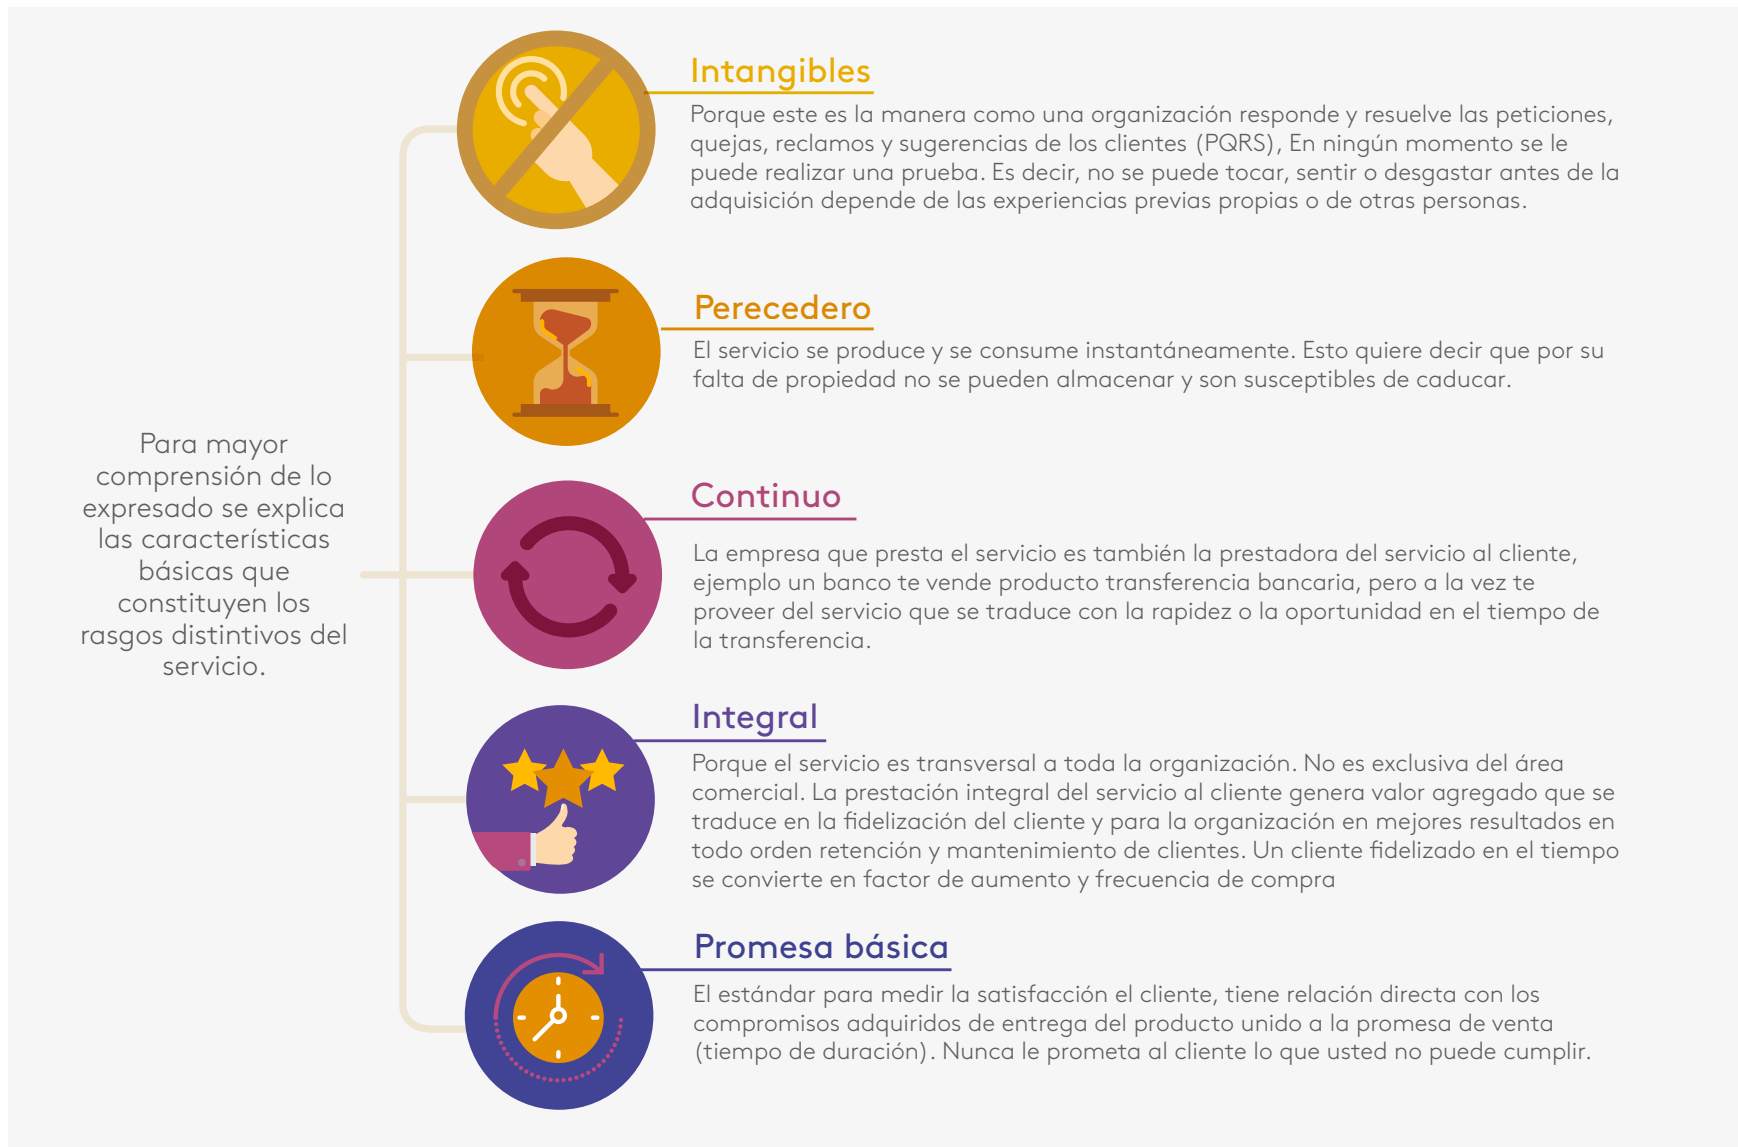 Para mayor
comprensión de lo
expresado se explica
las características
básicas que
constituyen los
rasgos distintivos del
servicio.
Intangibles
Porque este es la manera como una organización responde y resuelve las peticiones,
quejas, reclamos y sugerencias de los clientes (PQRS), En ningún momento se le
puede realizar una prueba. Es decir, no se puede tocar, sentir o desgastar antes de la
adquisición depende de las experiencias previas propias o de otras personas.
Perecedero
El servicio se produce y se consume instantáneamente. Esto quiere decir que por su
falta de propiedad no se pueden almacenar y son susceptibles de caducar.
Continuo
La empresa que presta el servicio es también la prestadora del servicio al cliente,
ejemplo un banco te vende producto transferencia bancaria, pero a la vez te
proveer del servicio que se traduce con la rapidez o la oportunidad en el tiempo de
la transferencia.
Integral
Porque el servicio es transversal a toda la organización. No es exclusiva del área
comercial. La prestación integral del servicio al cliente genera valor agregado que se
traduce en la fidelización del cliente y para la organización en mejores resultados en
todo orden retención y mantenimiento de clientes. Un cliente fidelizado en el tiempo
se convierte en factor de aumento y frecuencia de compra
Promesa básica
El estándar para medir la satisfacción el cliente, tiene relación directa con los
compromisos adquiridos de entrega del producto unido a la promesa de venta
(tiempo de duración). Nunca le prometa al cliente lo que usted no puede cumplir.